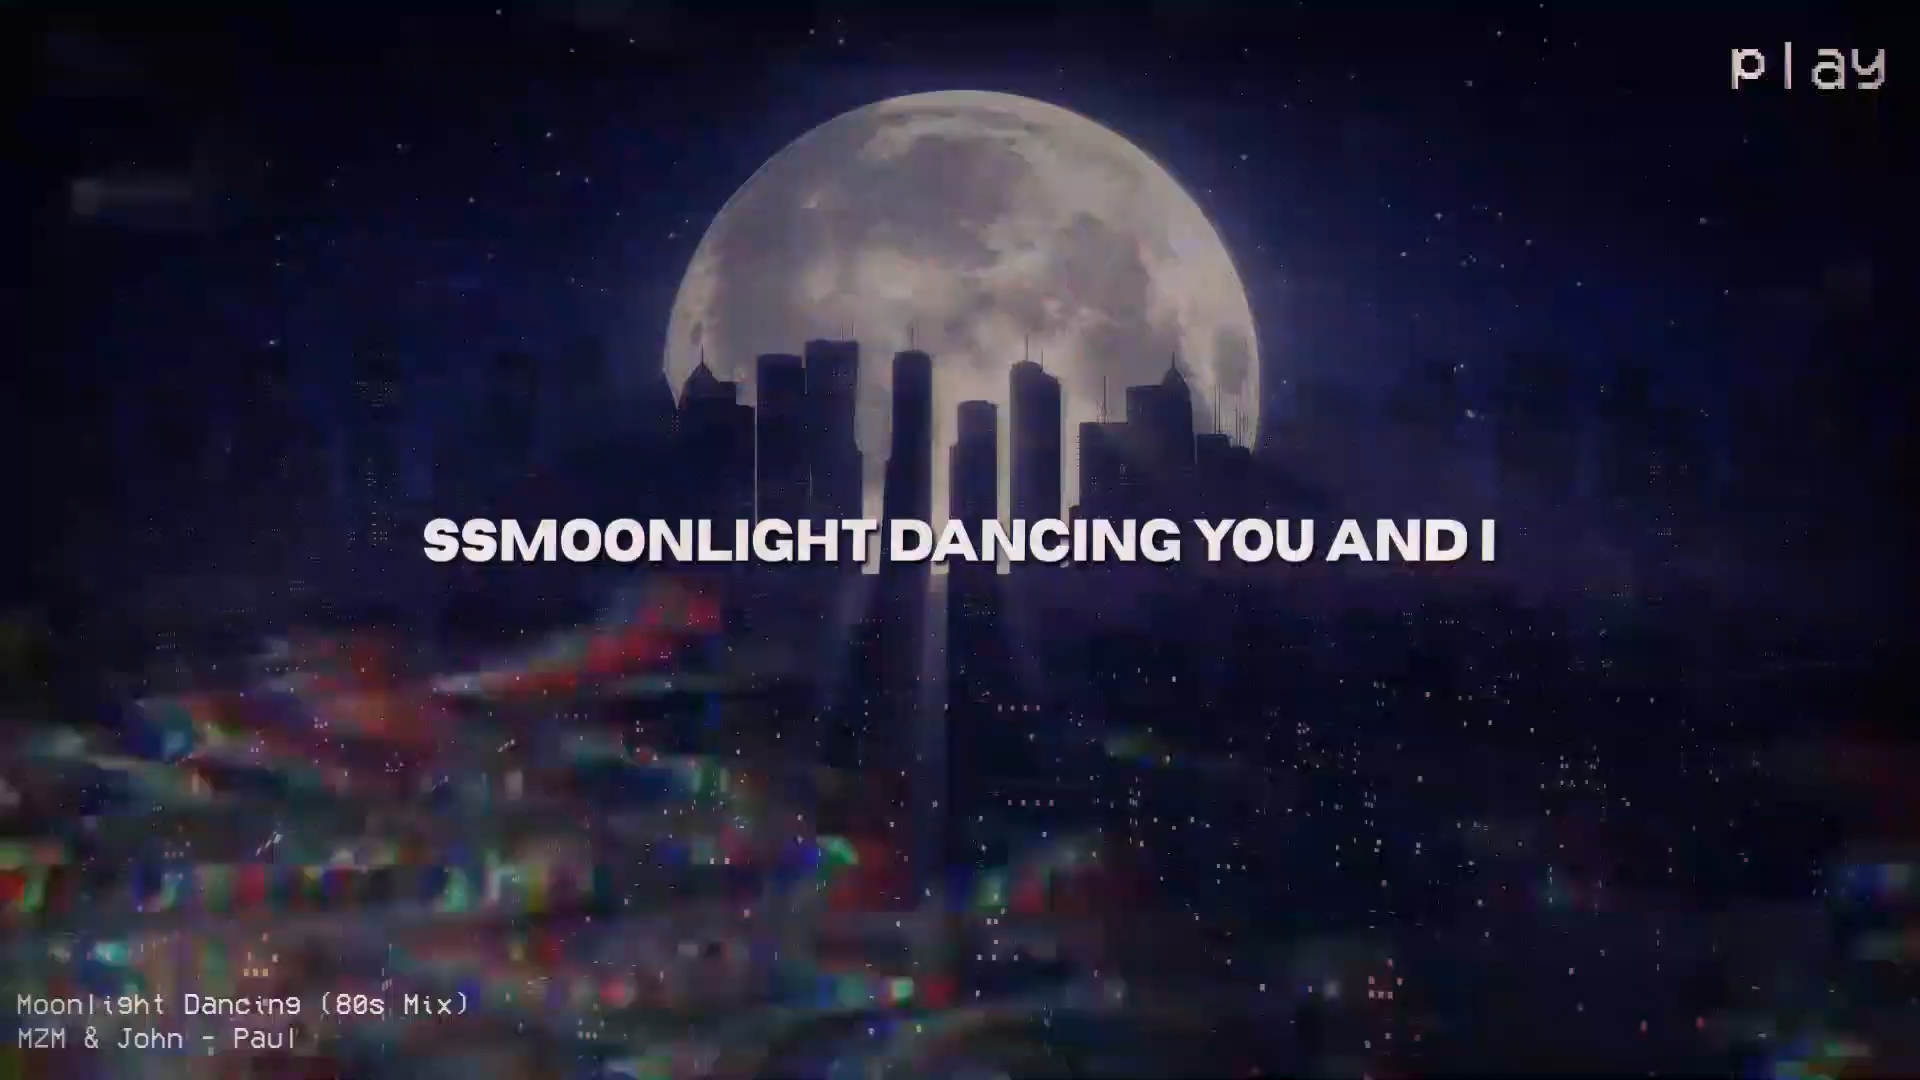 play
SSMOONLIGHT DANCING YOU AND I
Moonlight Dancing (80s Mix)
MZM & John - Paul